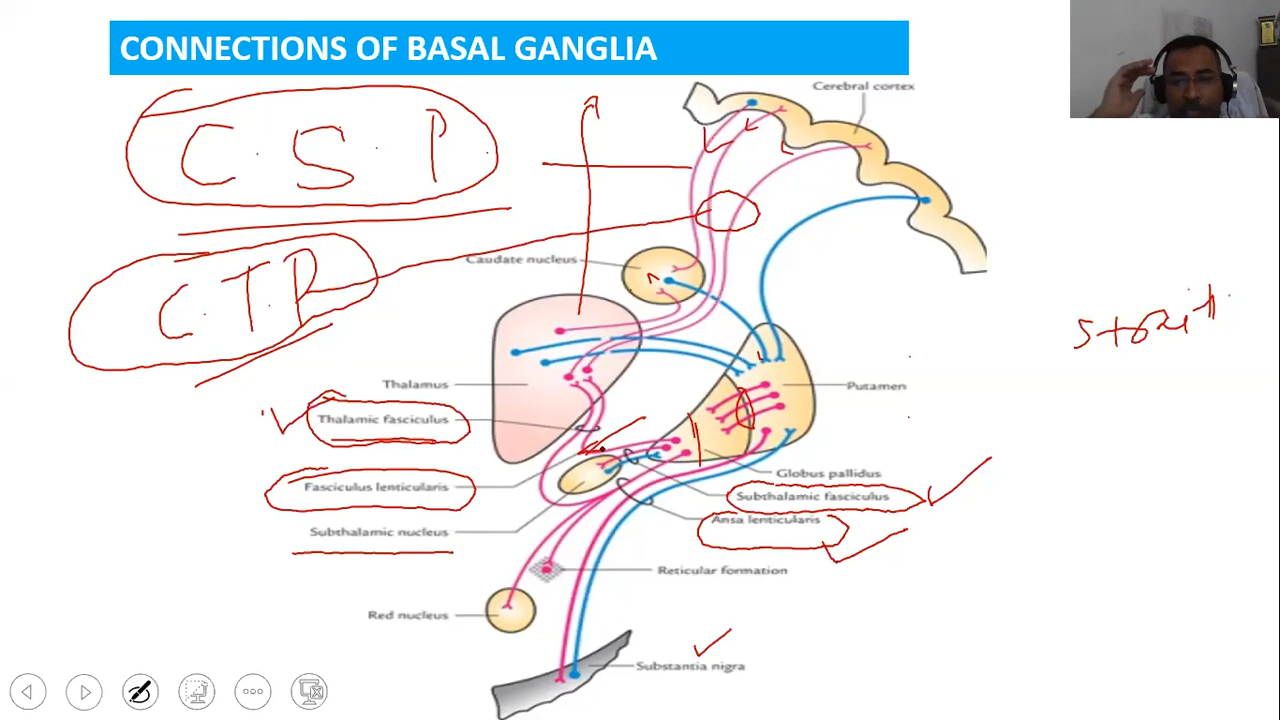 CONNECTIONS OF BASAL GANGLIA
Cerebral cortex
C S P
Caudate nucleus
C T P
Thalamus
Putamen
Thalamic fasciculus
Globus pallidus
Fasciculus lenticularis
Subthalamic fasciculus
Ansa lenticularis
Subthalamic nucleus
Reticular formation
Red nucleus
Substantia nigra